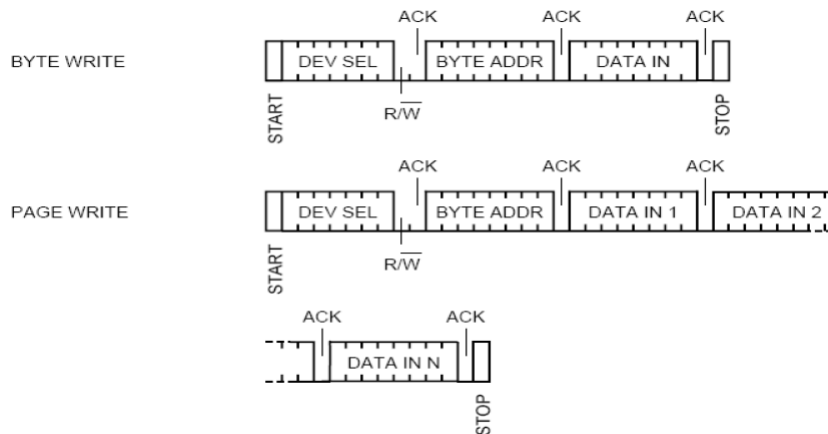 ACK ACK ACK
BYTE WRITE DEV SEL BYTE ADDR DATA IN
START R/W STOP
ACK ACK ACK
PAGE WRITE DEV SEL BYTE ADDR DATA IN 1 DATA IN 2
START R/W
ACK ACK
DATA IN N
STOP